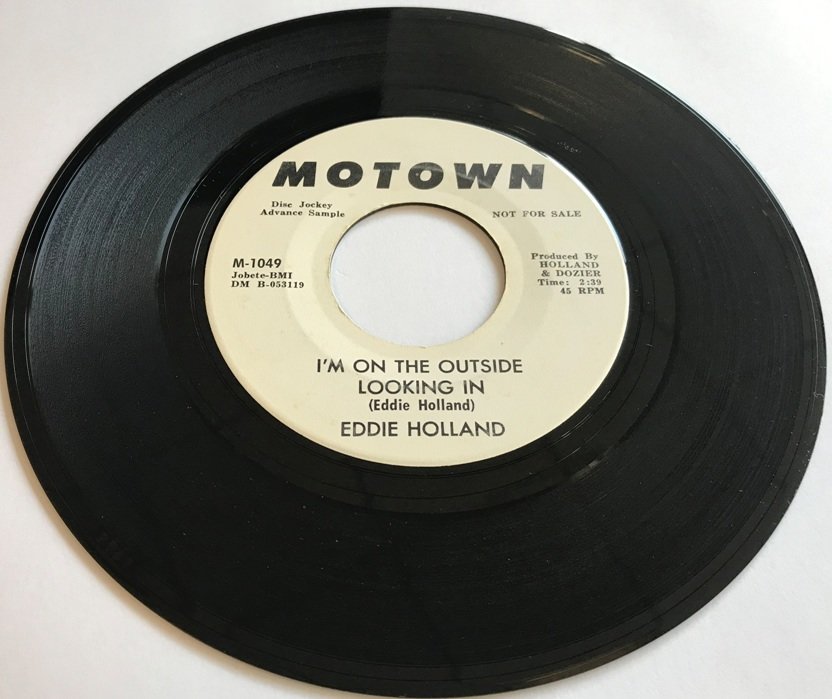 MOTOWN
Disc Jockey
Advance Sample
NOT FOR SALE
M-1049
Jobete-BMI
DM B-053119
Produced By
HOLLAND
& DOZIER
Time: 2:39
45 RPM
I'M ON THE OUTSIDE
LOOKING IN
(Eddie Holland)
EDDIE HOLLAND